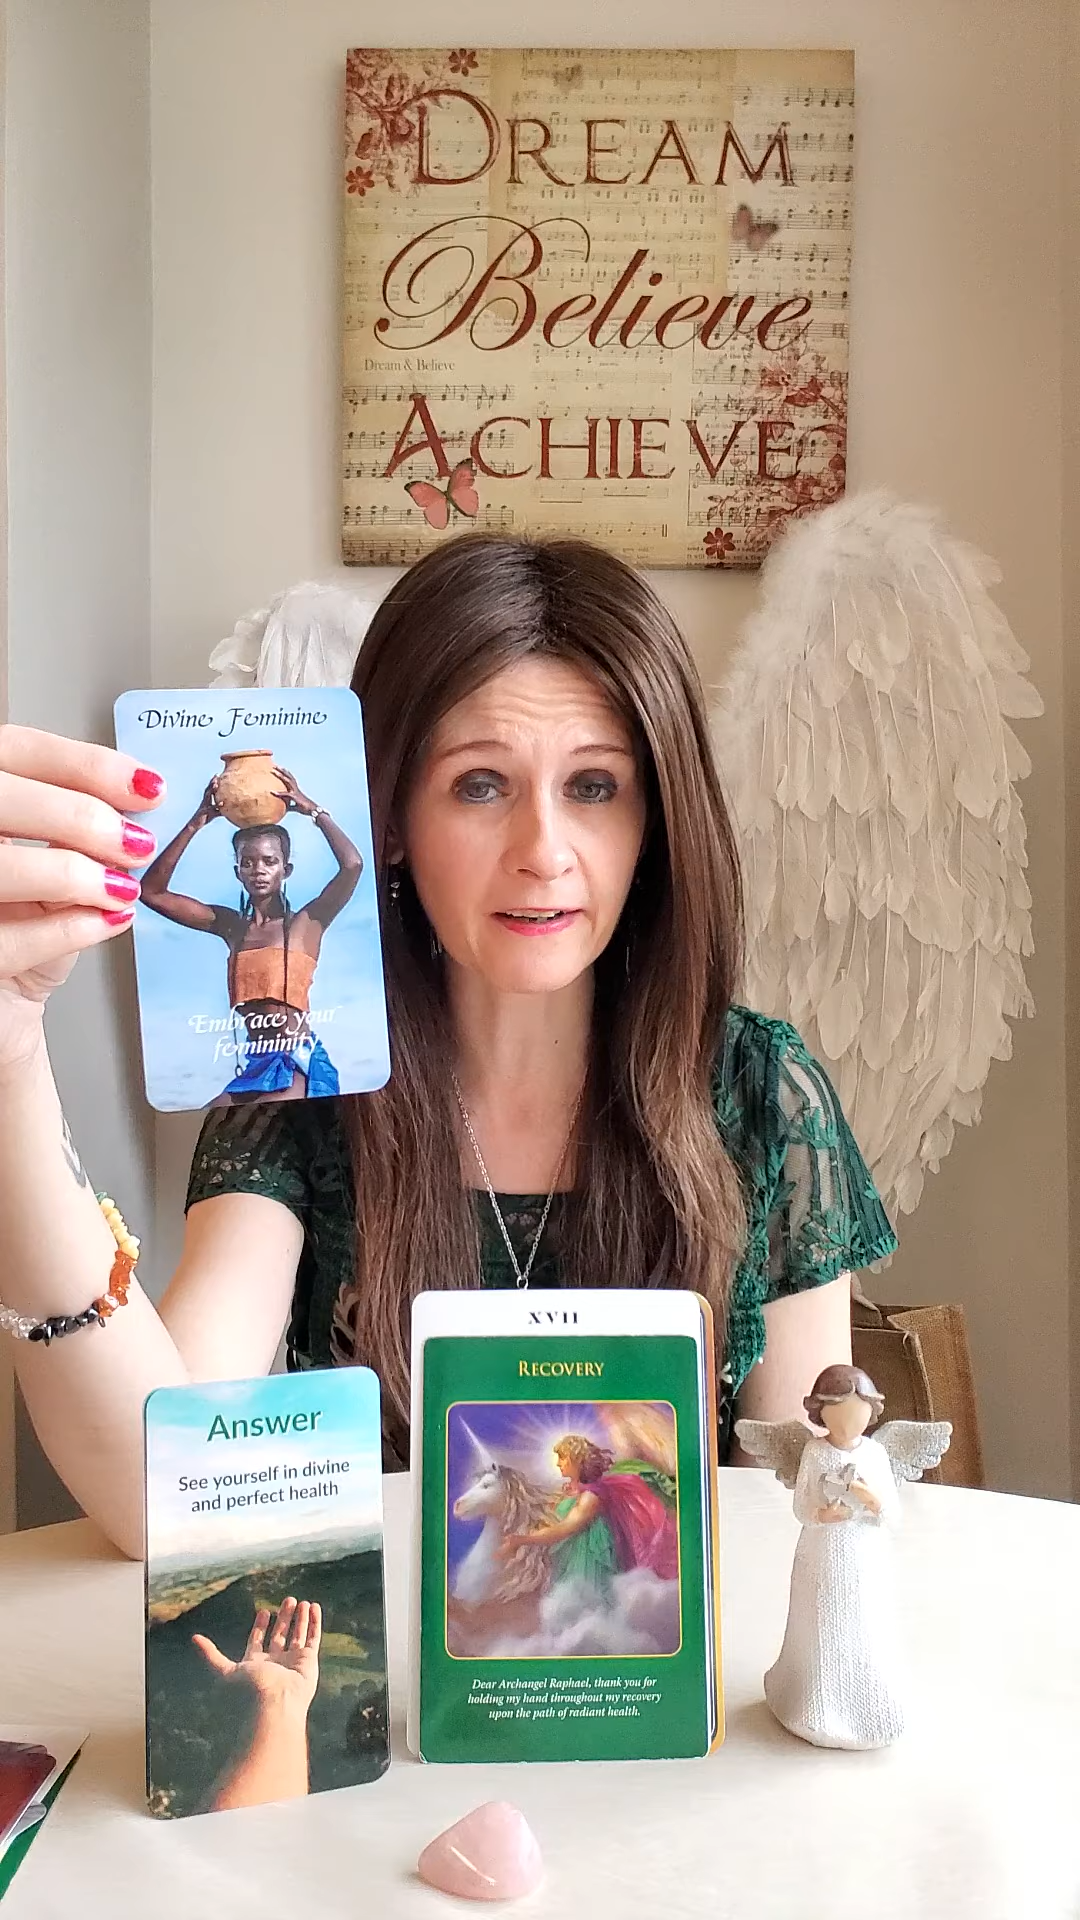 DREAM
Believe
Dream & Believe
ACHIEVE
Divine Feminine
Embrace your
femininity
XVII
RECOVERY
Dear Archangel Raphael, thank you for
holding my hand throughout my recovery
upon the path of radiant health.
Answer
See yourself in divine
and perfect health